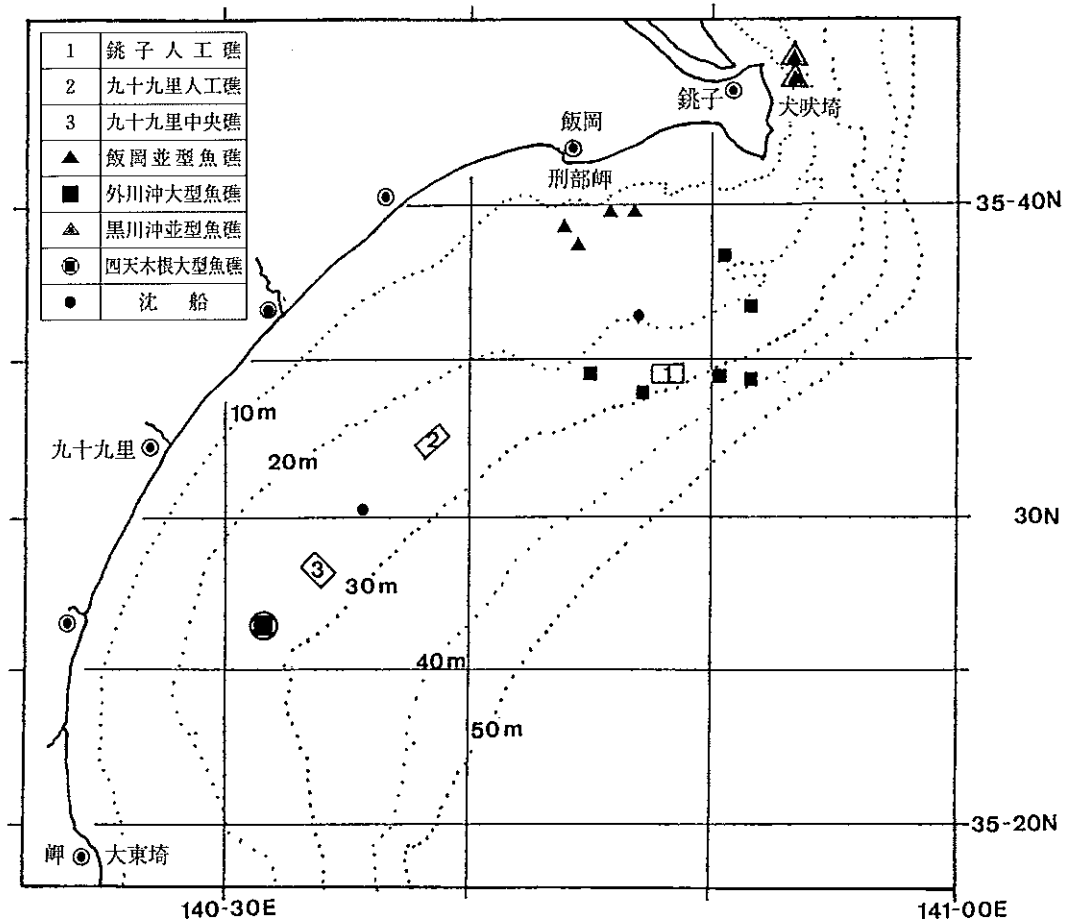 1 銚子人工礁
2 九十九里人工礁
3 九十九里中央礁
▲ 飯岡並型魚礁
■ 外川沖大型魚礁
黒川沖並型魚礁
四天木根大型魚礁
● 沈船
銚子
犬吠埼
飯岡
刑部岬
35-40N
1
10m
2
九十九里
20m
30N
3
30m
40m
50m
35-20N
岬
大東埼
140-30E
141-00E